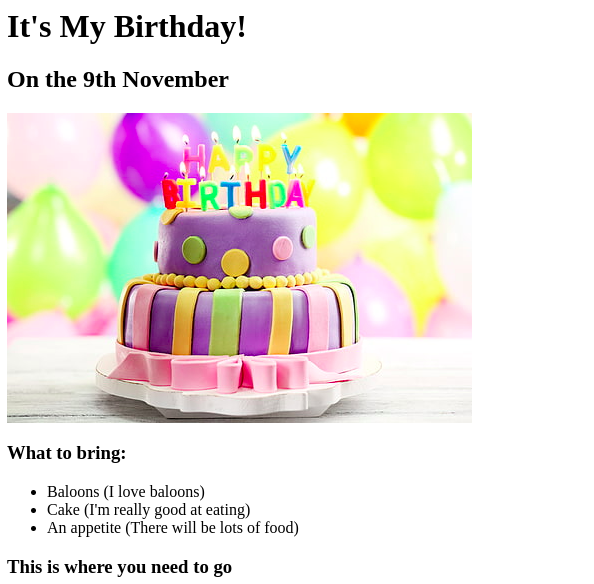 It's My Birthday!
On the 9th November
HAPPY
BIRTHDAY
What to bring:
Baloons (I love baloons)
Cake (I'm really good at eating)
An appetite (There will be lots of food)
This is where you need to go